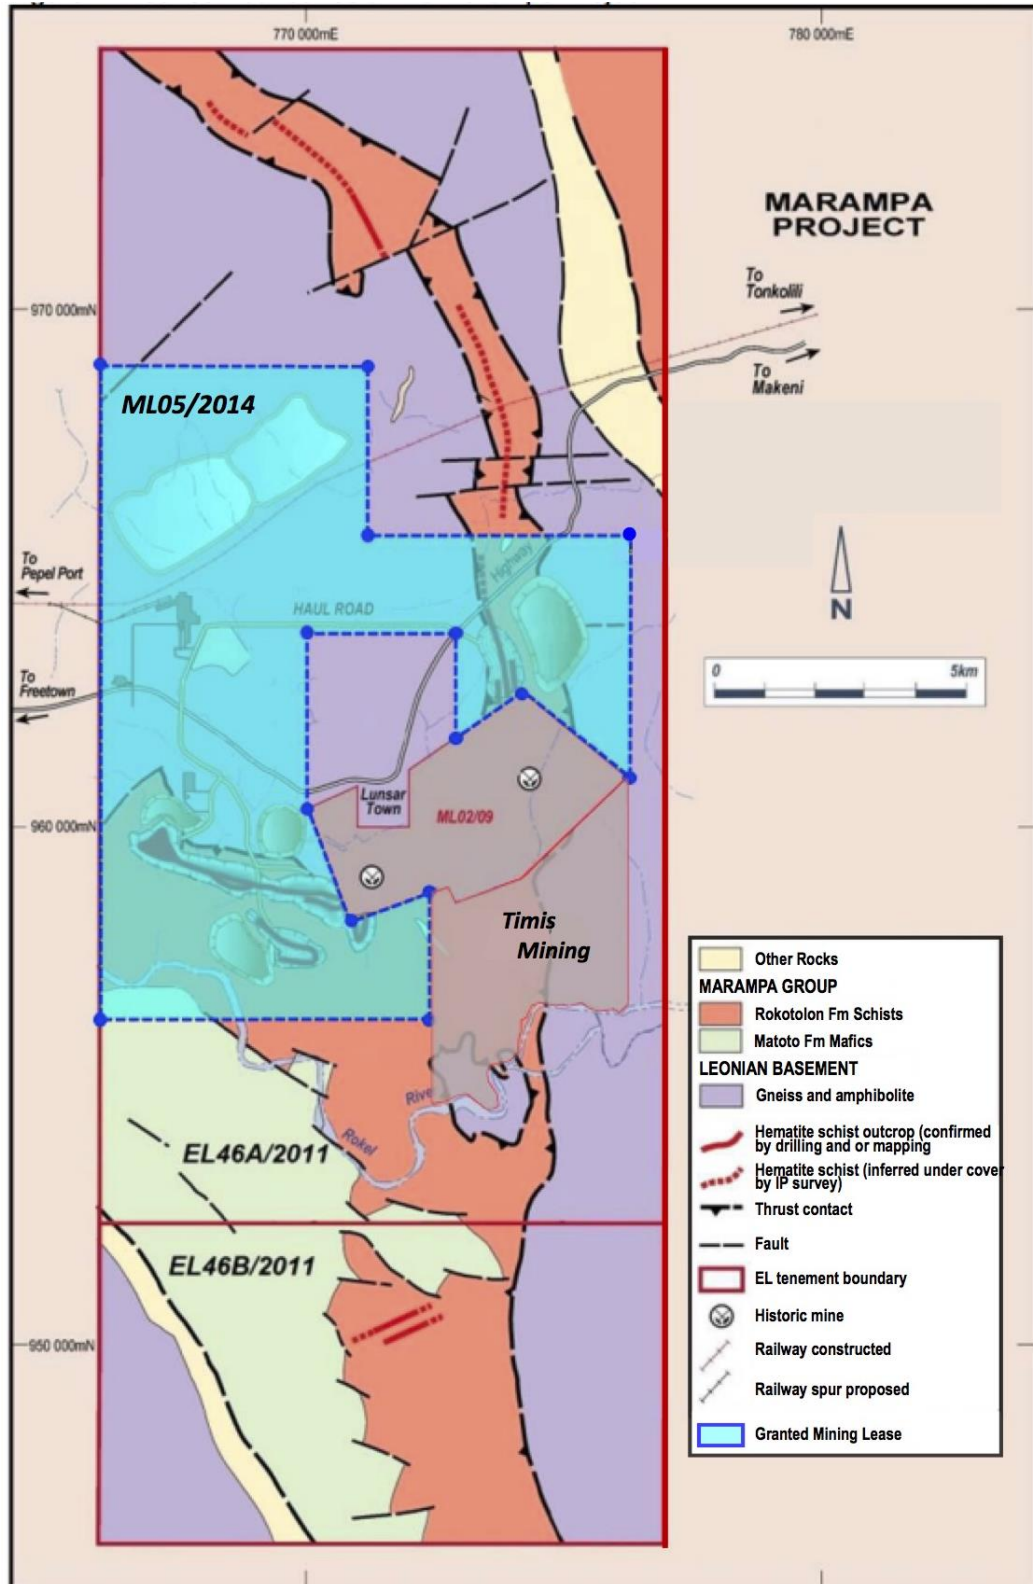 770 000mE
780 000mE
MARAMPA
PROJECT
To
Tonkolili
970 000mN
To
Makeni
ML05/2014
To
Pepel Port
Highway
HAUL ROAD
N
To
Freetown
0
5km
Lunsar
Town
ML02/09
960 000mN
Timis
Mining
River
Rokel
EL46A/2011
EL46B/2011
950 000mN
Other Rocks
MARAMPA GROUP
Rokotolon Fm Schists
Matoto Fm Mafics
LEONIAN BASEMENT
Gneiss and amphibolite
Hematite schist outcrop (confirmed
by drilling and or mapping
Hematite schist (inferred under cover
by IP survey)
Thrust contact
Fault
EL tenement boundary
Historic mine
Railway constructed
Railway spur proposed
Granted Mining Lease